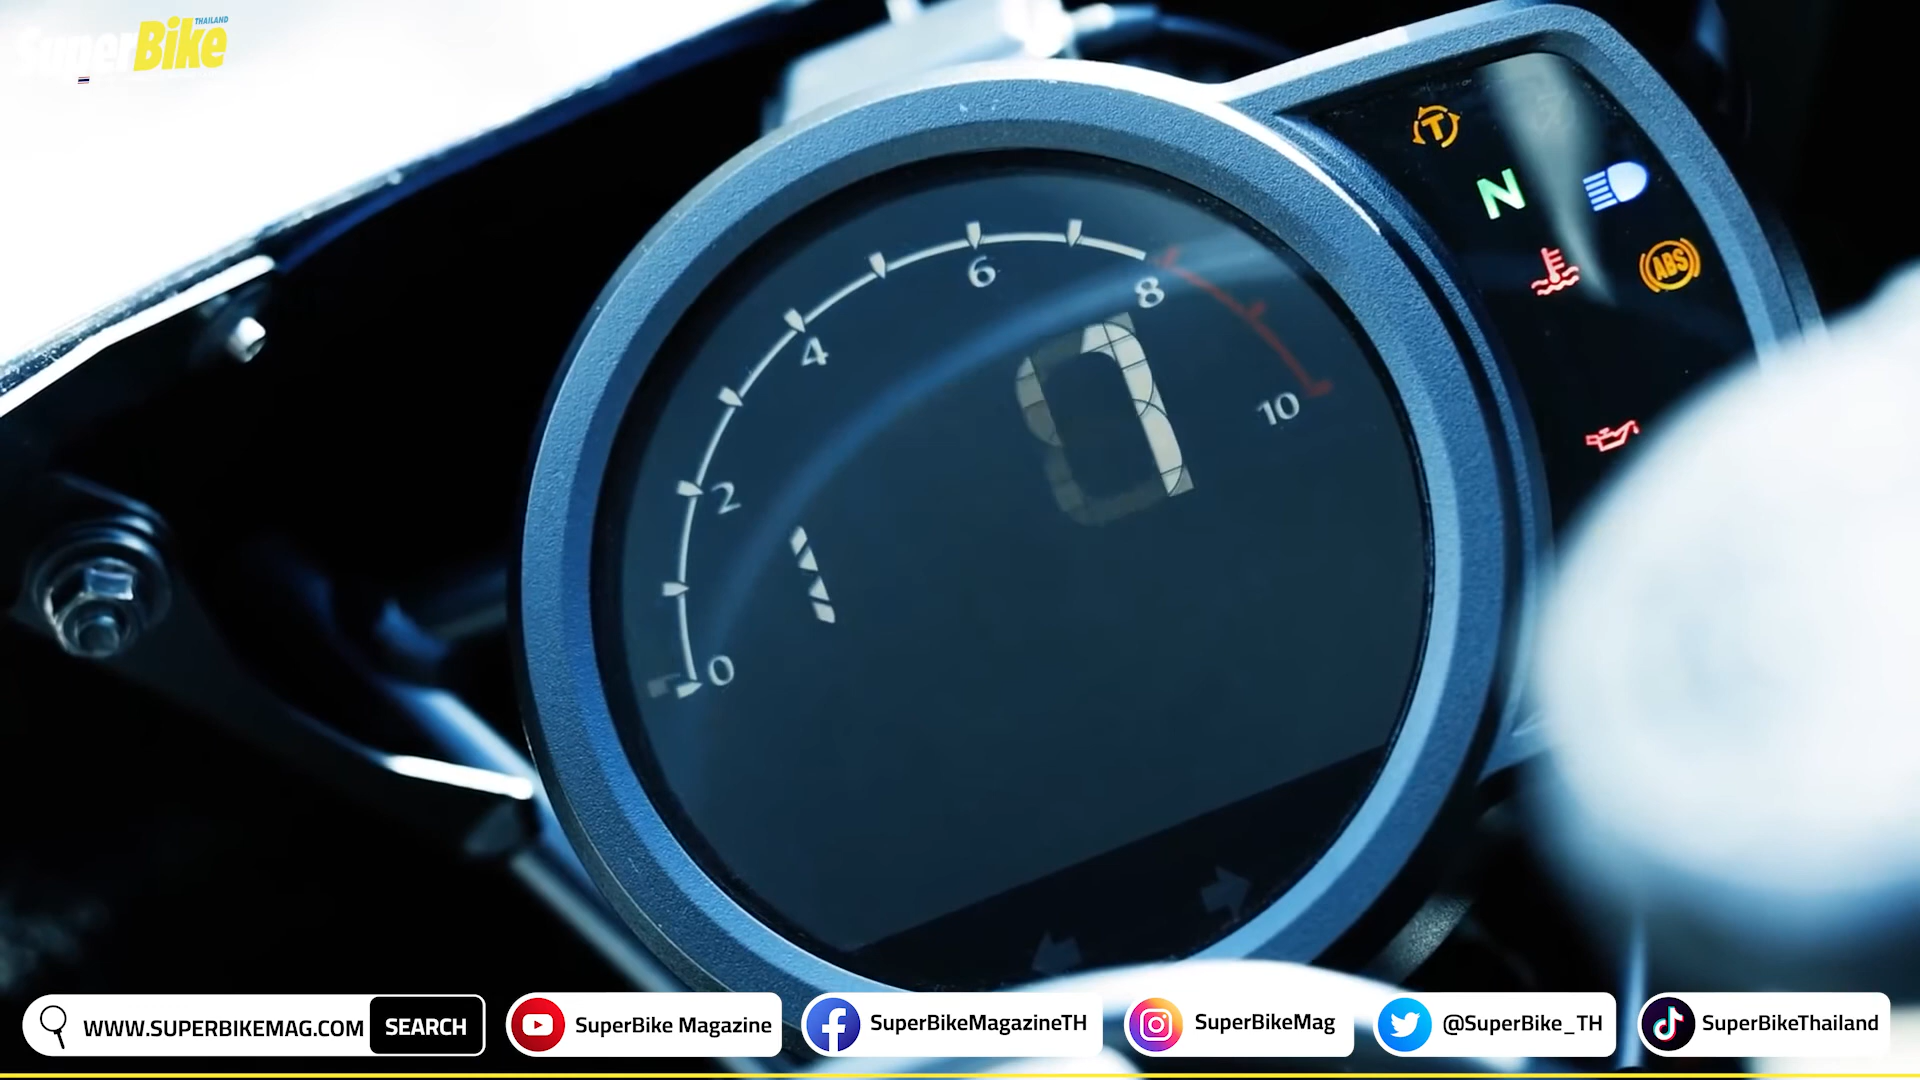 THAILAND
SuperBike
T
N
ABS
0
2
4
6
8
10
WWW.SUPERBIKEMAG.COM
SEARCH
SuperBike Magazine
SuperBikeMagazineTH
SuperBikeMag
@SuperBike_TH
SuperBikeThailand